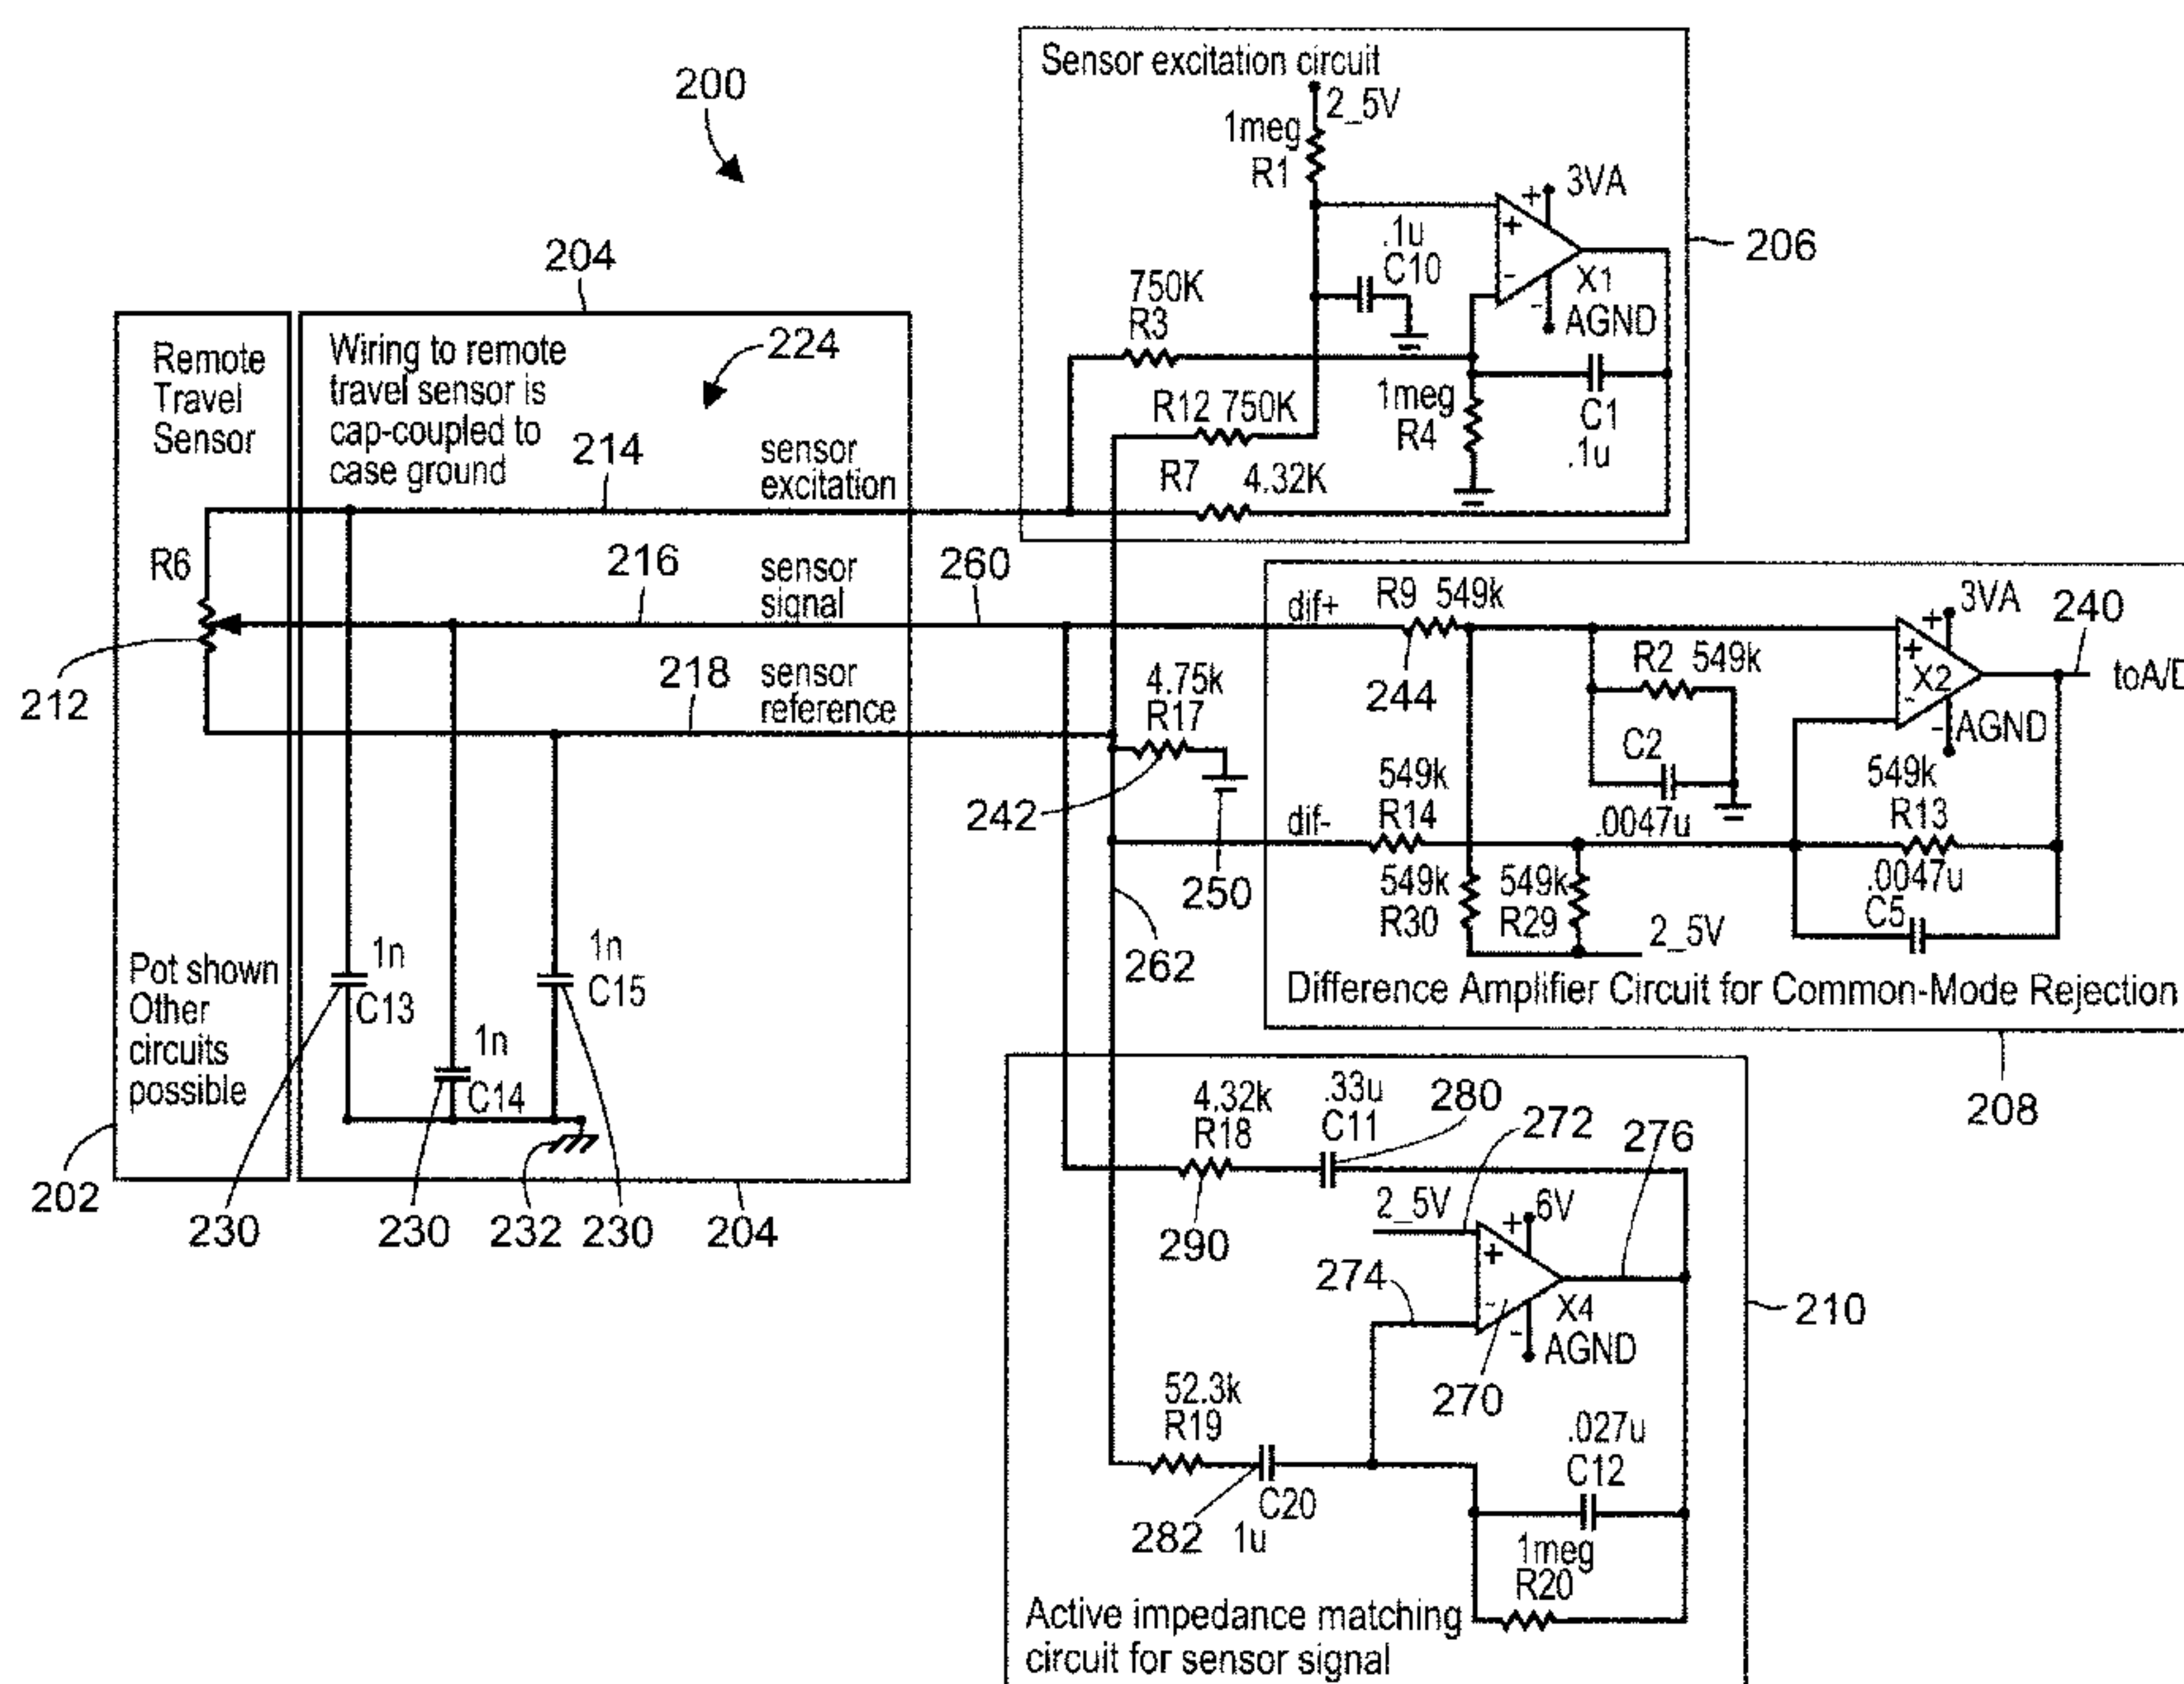 200
Sensor excitation circuit
2_5V
1meg
R1
+
3VA
+
-
X1
-
AGND
.1u
C10
206
750K
R3
1meg
R4
C1
.1u
R12 750K
R7 4.32K
204
Remote
Travel
Sensor
Wiring to remote
travel sensor is
cap-coupled to
case ground
224
214
sensor
excitation
R6
216
sensor
signal
260
212
218
sensor
reference
4.75k
R17
242
250
262
Pot shown
Other
circuits
possible
1n
C13
1n
C14
1n
C15
202
230
230
232
230
204
dif+
R9 549k
244
R2 549k
C2
.0047u
+
3VA
+
X2
-
-
AGND
240
toA/D
dif-
549k
R14
549k
R13
.0047u
C5
549k
R30
549k
R29
2_5V
Difference Amplifier Circuit for Common-Mode Rejection
208
4.32k
R18
.33u
C11
280
272
276
290
2_5V
+
6V
+
274
-
X4
-
AGND
270
210
52.3k
R19
C20
1u
282
.027u
C12
1meg
R20
Active impedance matching
circuit for sensor signal